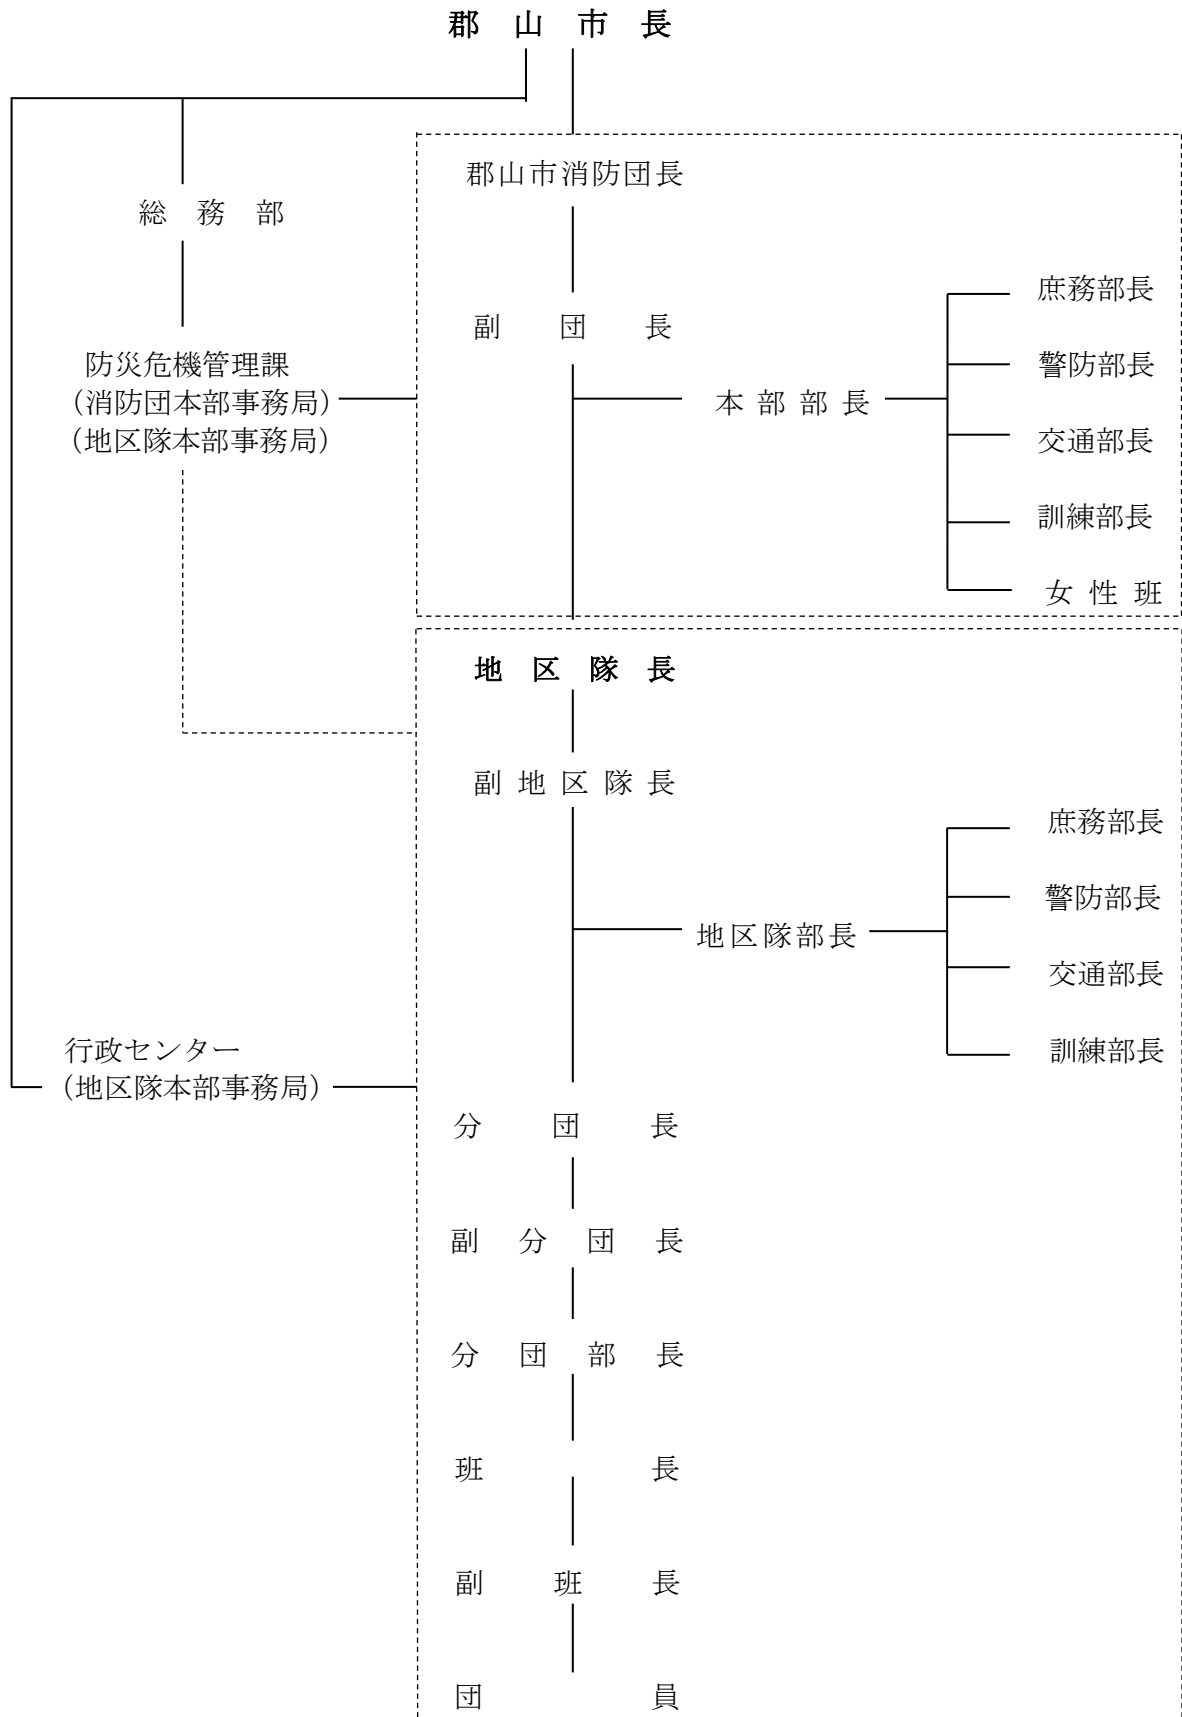 郡山市長
郡山市消防団長
総務部
庶務部長
副団長
防災危機管理課
(消防団本部事務局)
(地区隊本部事務局)
警防部長
本部部長
交通部長
訓練部長
女性班
地区隊長
副地区隊長
庶務部長
警防部長
地区隊部長
交通部長
訓練部長
行政センター
(地区隊本部事務局)
分団長
副分団長
分団部長
班長
副班長
団員